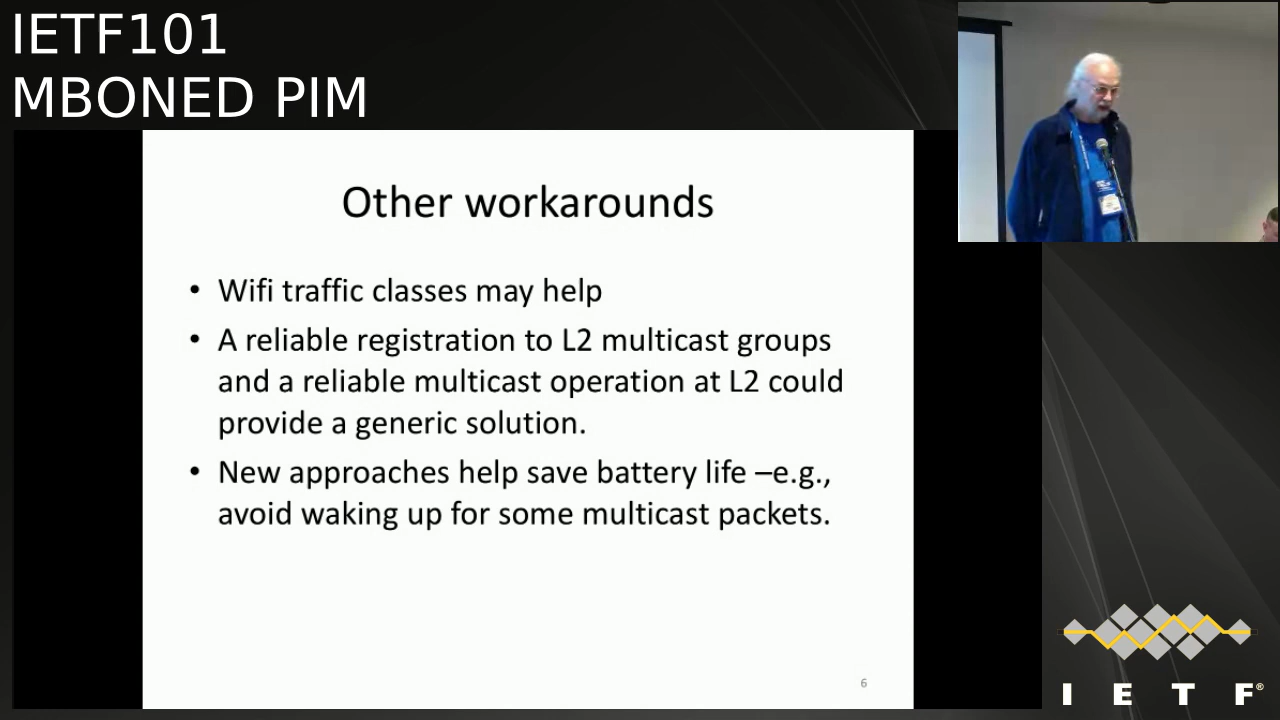 IETF101
MBONED PIM
Other workarounds
• Wifi traffic classes may help
• A reliable registration to L2 multicast groups
and a reliable multicast operation at L2 could
provide a generic solution.
• New approaches help save battery life –e.g.,
avoid waking up for some multicast packets.
6
I E T F®